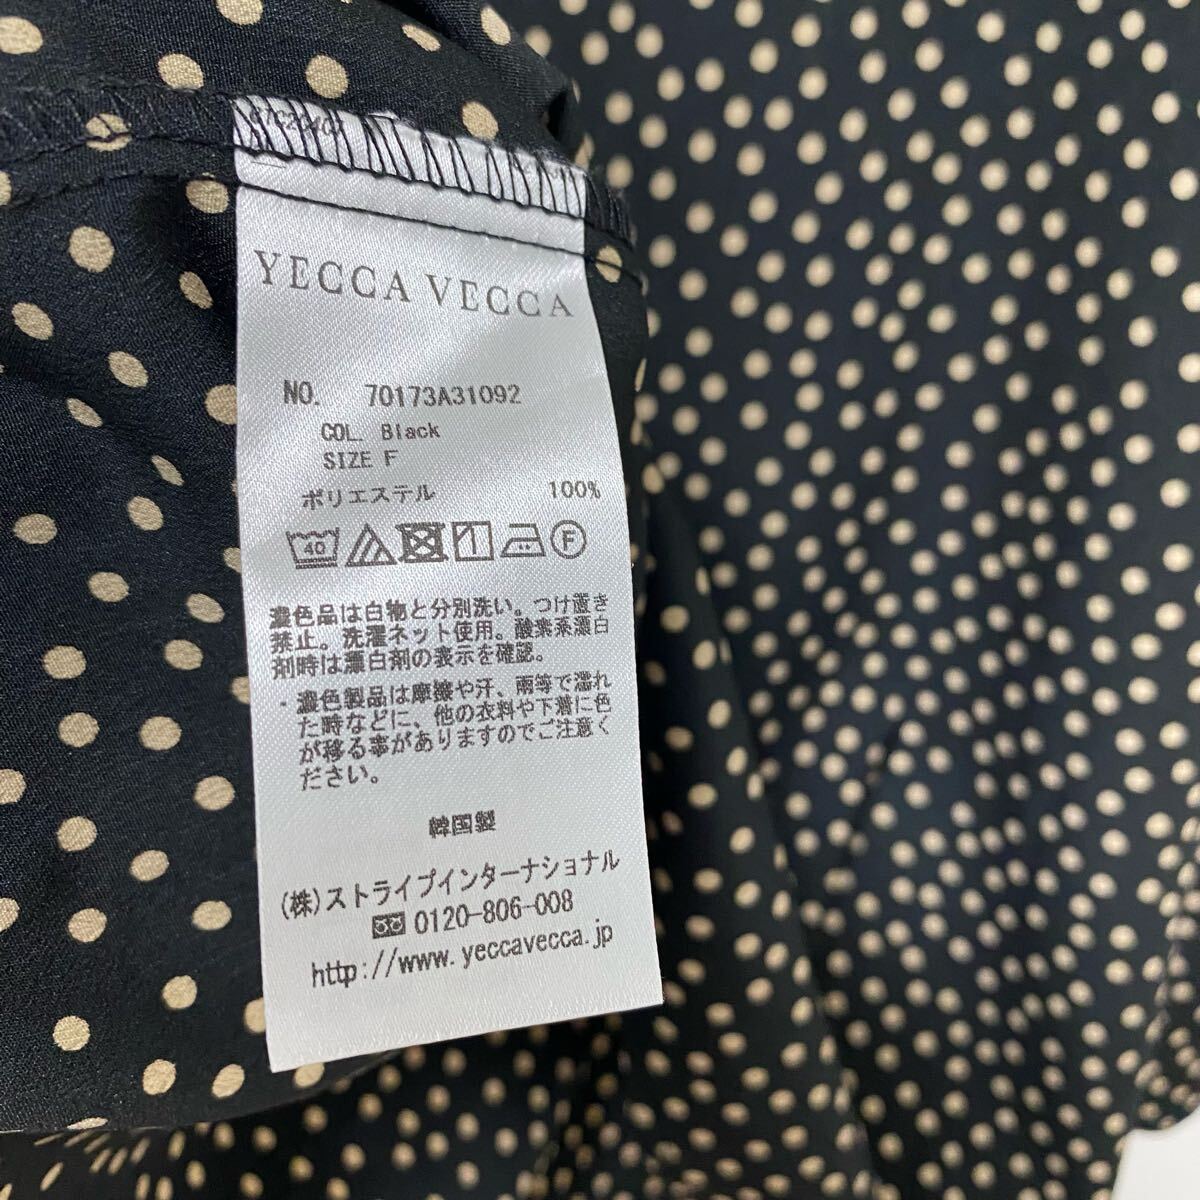 YECCA VECCA
NO. 70173A31092
COL. Black
SIZE F
ポリエステル 100%
40 F
濃色品は白物と分別洗い。つけ置き
禁止。洗濯ネット使用。酸素系漂白
剤時は漂白剤の表示を確認。
・濃色製品は摩擦や汗、雨等で濡れ
た時などに、他の衣料や下着に色
が移る事がありますのでご注意く
ださい。
韓国製
(株)ストライプインターナショナル
0120-806-008
http://www.yeccavecca.jp